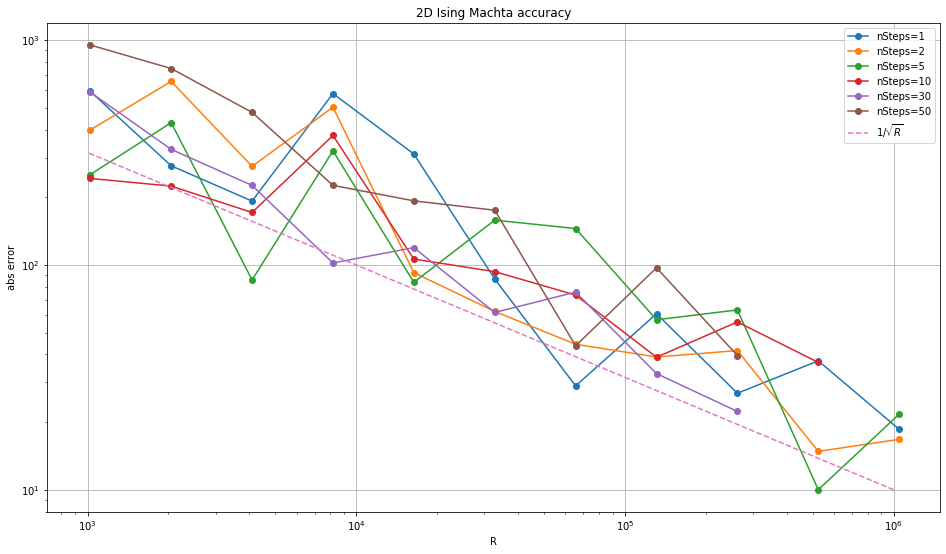 2D Ising Machta accuracy
nSteps=1
nSteps=2
nSteps=5
nSteps=10
nSteps=30
nSteps=50
1/√R
abs error
10³
10²
10¹
10³
10⁴
10⁵
10⁶
R